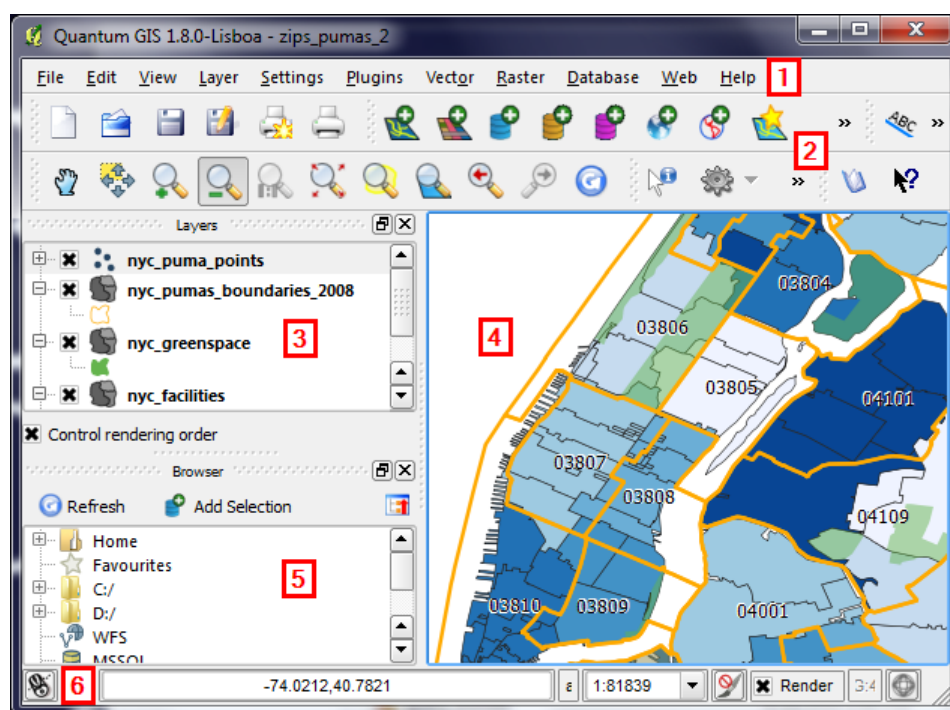 Quantum GIS 1.8.0-Lisboa - zips_pumas_2
File Edit View Layer Settings Plugins Vector Raster Database Web Help 1
ABC
2
Layers
nyc_puma_points
nyc_pumas_boundaries_2008
nyc_greenspace
3
nyc_facilities
Control rendering order
Browser
Refresh Add Selection
Home
Favourites
C:/
D:/
WFS
MSSQL
5
4
03804
03806
03805
04101
03807
03808
04109
03810
03809
04001
6
-74.0212,40.7821
1:81839
Render